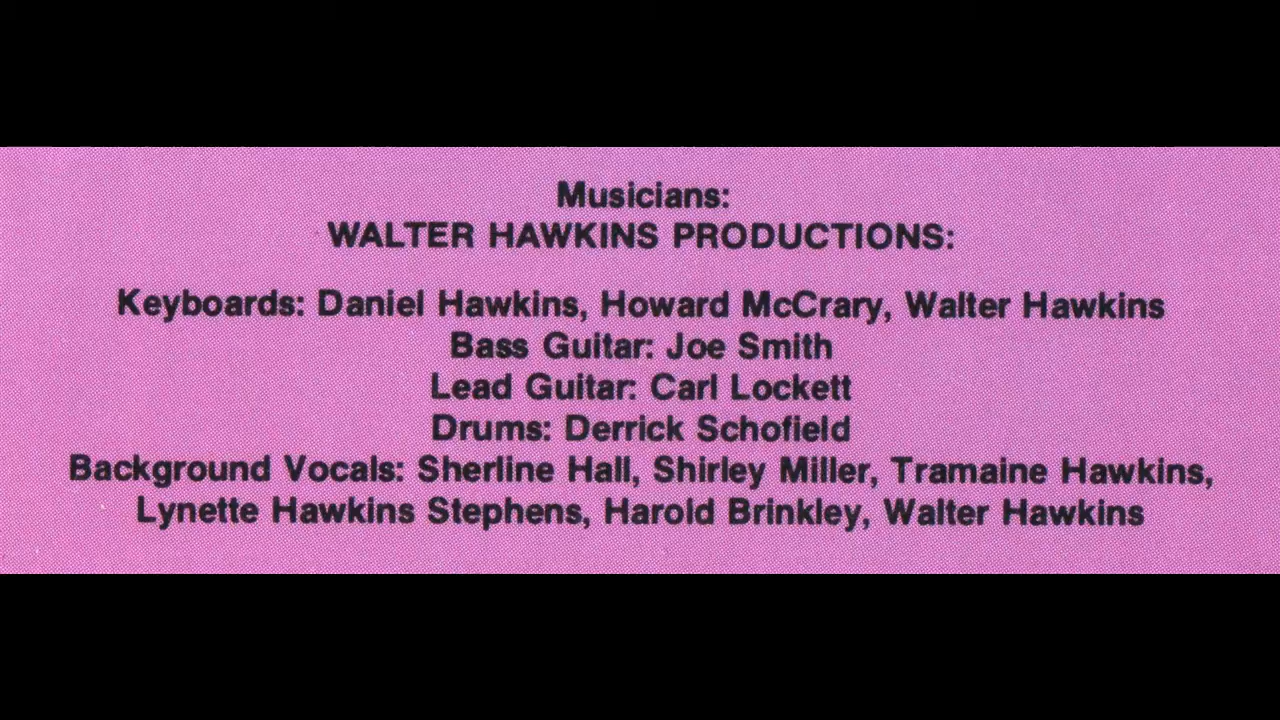 Musicians:
WALTER HAWKINS PRODUCTIONS:
Keyboards: Daniel Hawkins, Howard McCrary, Walter Hawkins
Bass Guitar: Joe Smith
Lead Guitar: Carl Lockett
Drums: Derrick Schofield
Background Vocals: Sherline Hall, Shirley Miller, Tramaine Hawkins,
Lynette Hawkins Stephens, Harold Brinkley, Walter Hawkins